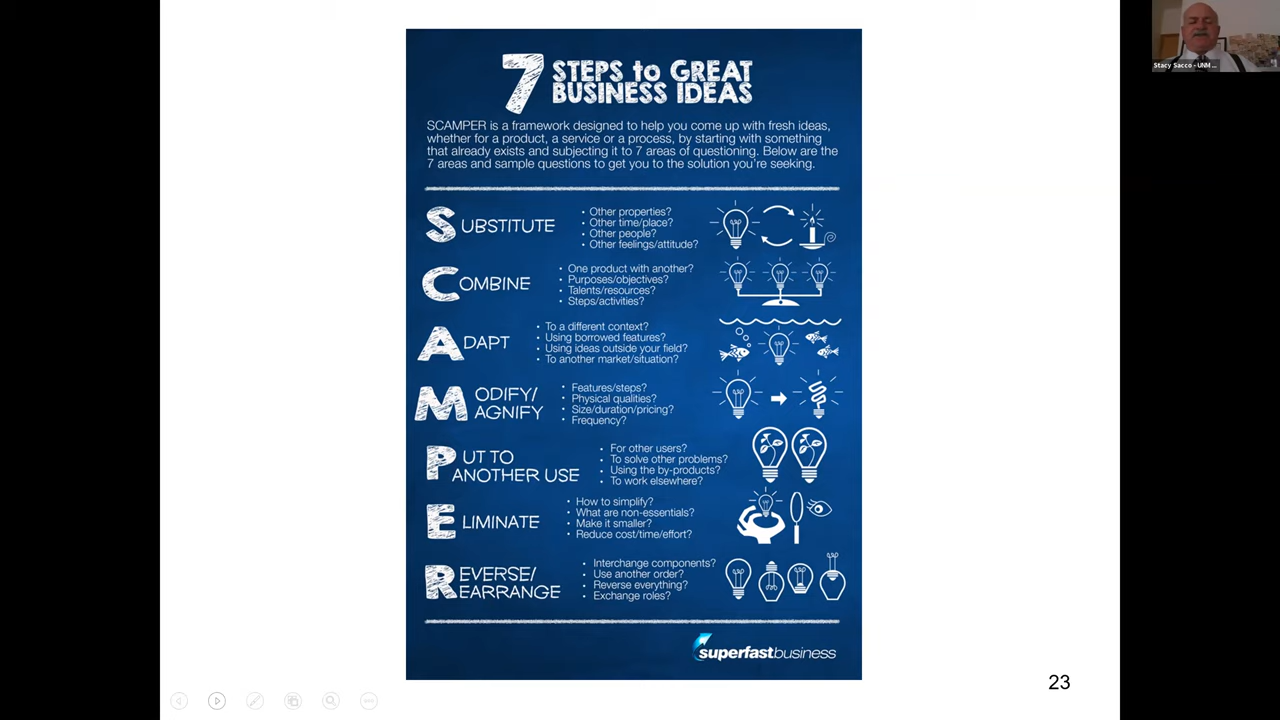 7 STEPS to GREAT
BUSINESS IDEAS
SCAMPER is a framework designed to help you come up with fresh ideas,
whether for a product, a service or a process, by starting with something
that already exists and subjecting it to 7 areas of questioning. Below are the
7 areas and sample questions to get you to the solution you're seeking.
SUBSTITUTE
• Other properties?
• Other time/place?
• Other people?
• Other feelings/attitude?
COMBINE
• One product with another?
• Purposes/objectives?
• Talents/resources?
• Steps/activities?
ADAPT
• To a different context?
• Using borrowed features?
• Using ideas outside your field?
• To another market/situation?
MODIFY/
MAGNIFY
• Features/steps?
• Physical qualities?
• Size/duration/pricing?
• Frequency?
PUT TO
ANOTHER USE
• For other users?
• To solve other problems?
• Using the by-products?
• To work elsewhere?
ELIMINATE
• How to simplify?
• What are non-essentials?
• Make it smaller?
• Reduce cost/time/effort?
REVERSE/
REARRANGE
• Interchange components?
• Use another order?
• Reverse everything?
• Exchange roles?
superfastbusiness
23
Stacy Sacco - UNM ...